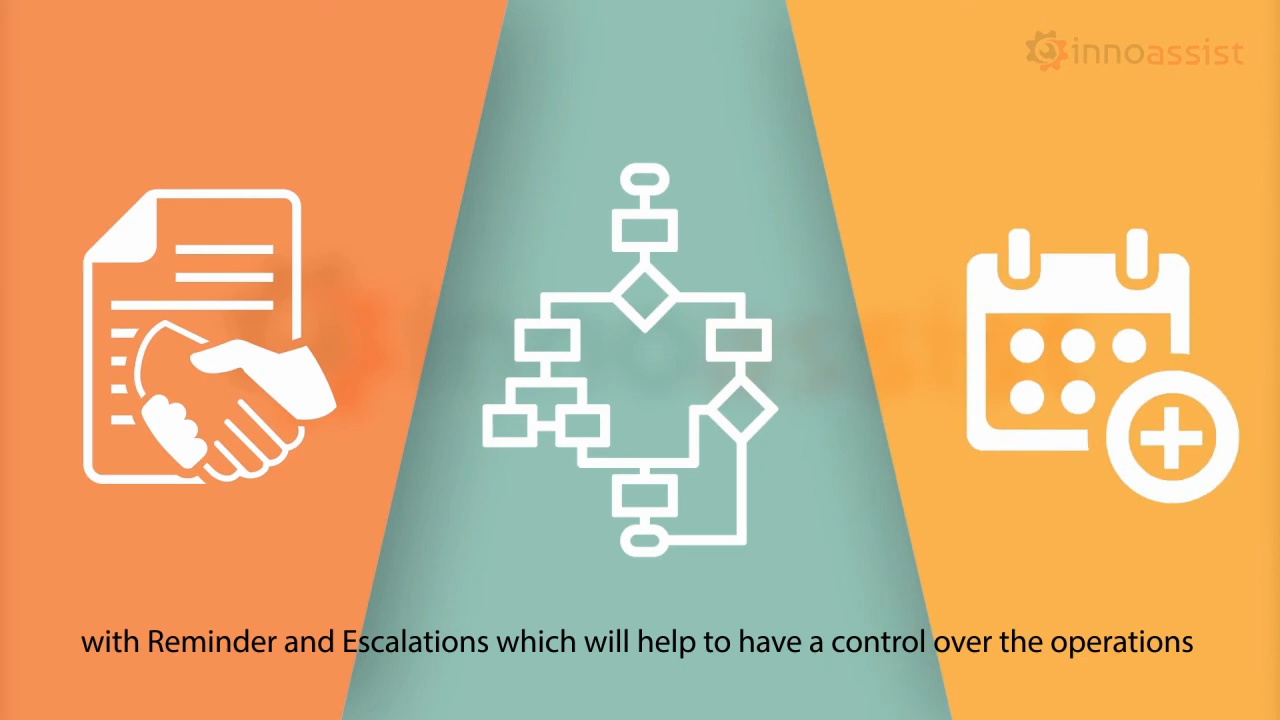 innoassist
with Reminder and Escalations which will help to have a control over the operations